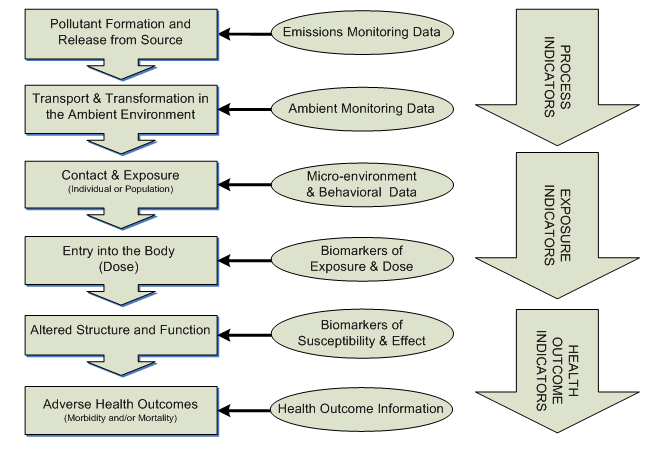 Pollutant Formation and
Release from Source
Emissions Monitoring Data
Transport & Transformation in
the Ambient Environment
Ambient Monitoring Data
PROCESS
INDICATORS
Contact & Exposure
(Individual or Population)
Micro-environment
& Behavioral Data
Entry into the Body
(Dose)
Biomarkers of
Exposure & Dose
EXPOSURE
INDICATORS
Altered Structure and Function
Biomarkers of
Susceptibility & Effect
Adverse Health Outcomes
(Morbidity and/or Mortality)
Health Outcome Information
HEALTH
OUTCOME
INDICATORS